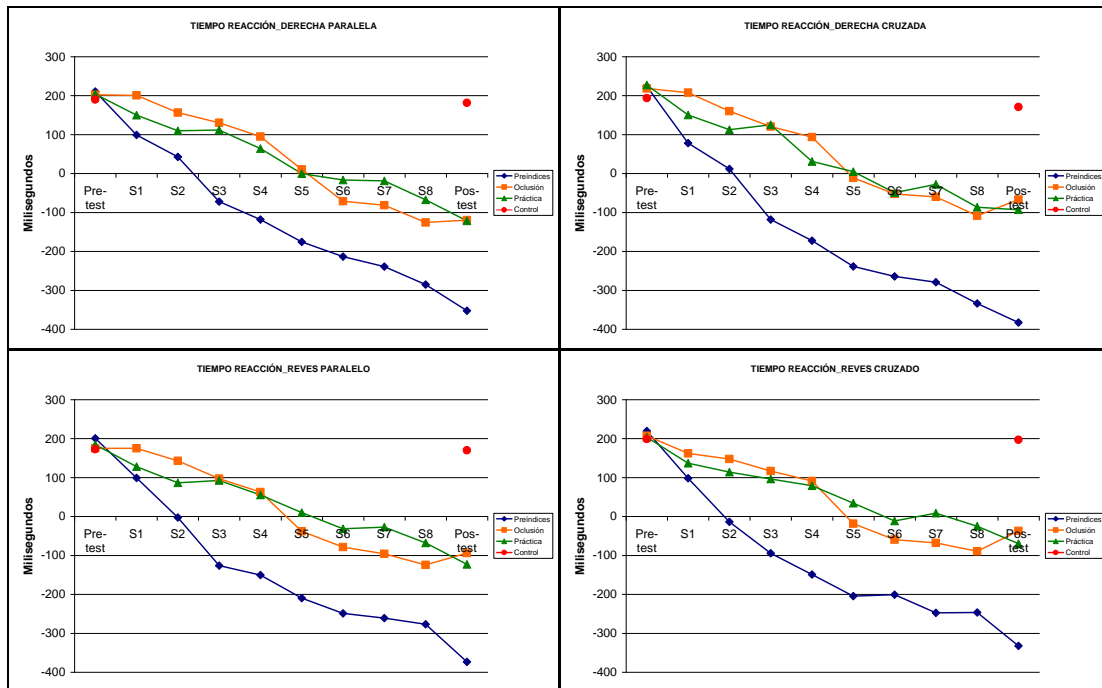 TIEMPO REACCIÓN_DERECHA PARALELA
300
200
100
0
-100
-200
-300
-400
Milisegundos
Pre-
test
S1
S2
S3
S4
S5
S6
S7
S8
Pos-
test
Preíndices
Oclusión
Práctica
Control
TIEMPO REACCIÓN_DERECHA CRUZADA
300
200
100
0
-100
-200
-300
-400
Milisegundos
Pre-
test
S1
S2
S3
S4
S5
S6
S7
S8
Pos-
test
Preíndices
Oclusión
Práctica
Control
TIEMPO REACCIÓN_REVES PARALELO
300
200
100
0
-100
-200
-300
-400
Milisegundos
Pre-
test
S1
S2
S3
S4
S5
S6
S7
S8
Pos-
test
Preíndices
Oclusión
Práctica
Control
TIEMPO REACCIÓN_REVES CRUZADO
300
200
100
0
-100
-200
-300
-400
Milisegundos
Pre-
test
S1
S2
S3
S4
S5
S6
S7
S8
Pos-
test
Preíndices
Oclusión
Práctica
Control